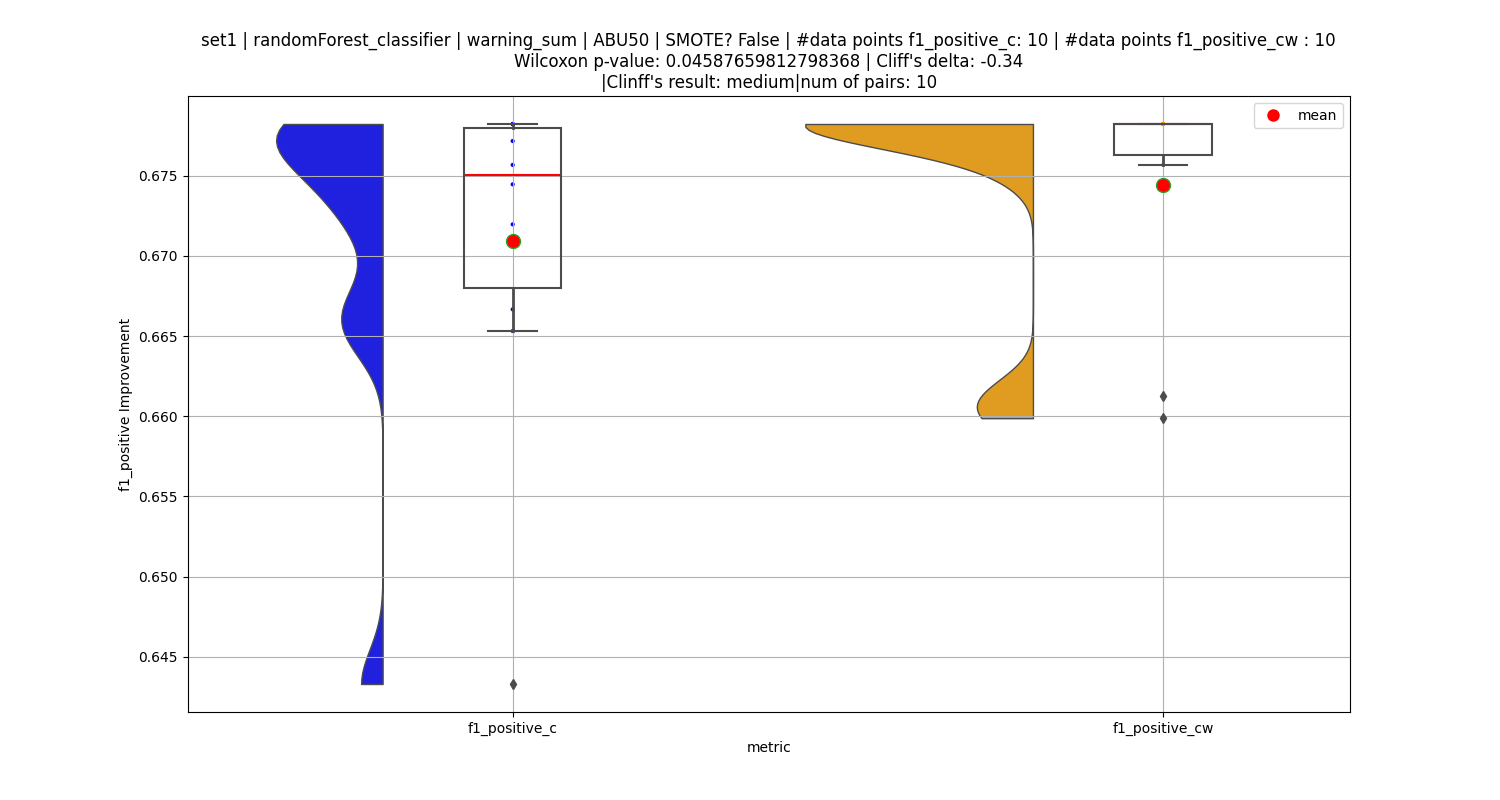 set1 | randomForest_classifier | warning_sum | ABU50 | SMOTE? False | #data points f1_positive_c: 10 | #data points f1_positive_cw : 10
Wilcoxon p-value: 0.04587659812798368 | Cliff's delta: -0.34
|Clinff's result: medium|num of pairs: 10
mean
0.675
0.670
0.665
0.660
0.655
0.650
0.645
f1_positive Improvement
f1_positive_c
f1_positive_cw
metric